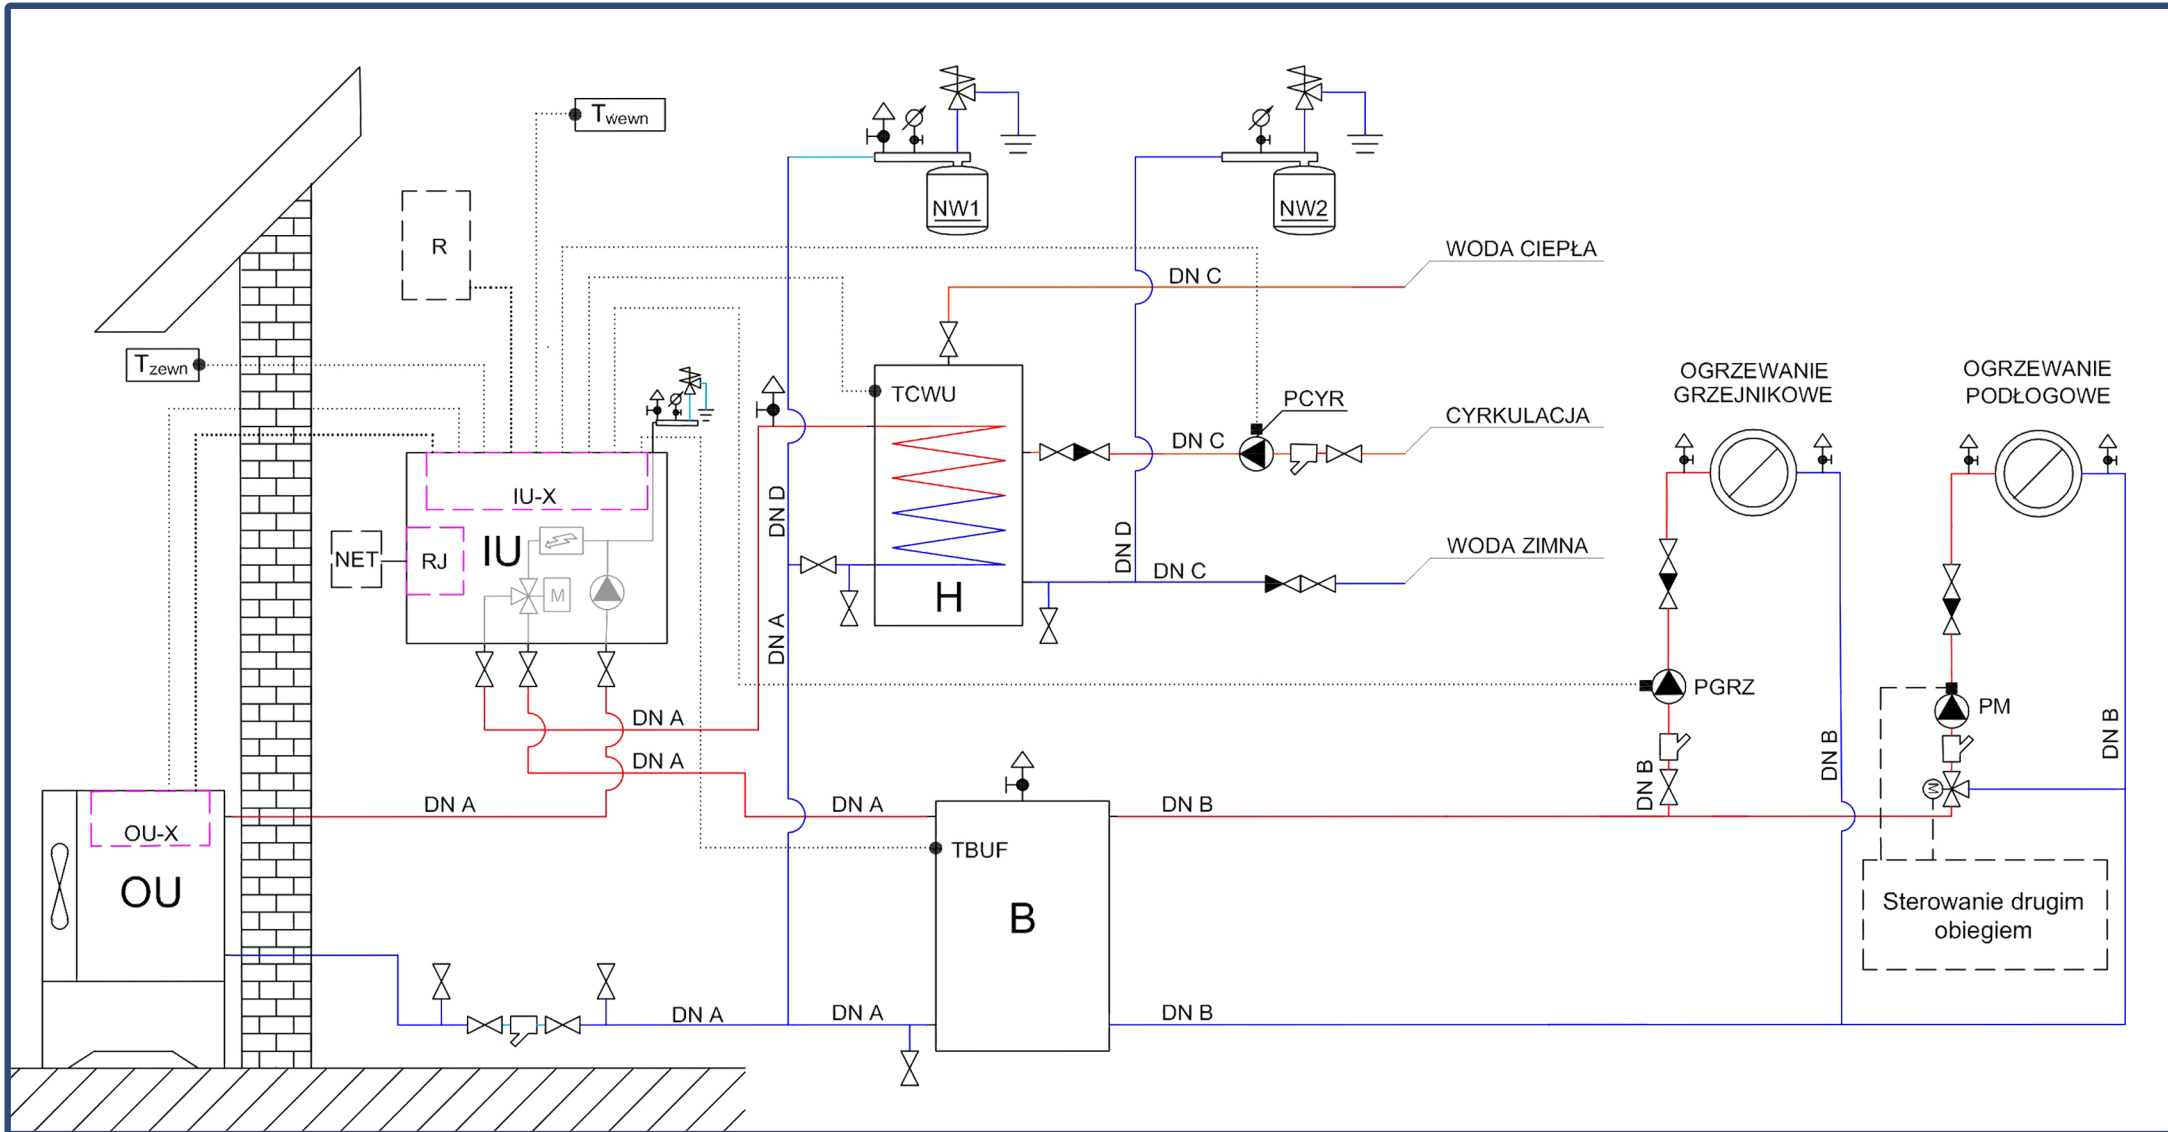 Twewn
NW1
NW2
R
WODA CIEPŁA
DN C
Tzewn
TCWU
PCYR
DN C
CYRKULACJA
OGRZEWANIE
GRZEJNIKOWE
OGRZEWANIE
PODŁOGOWE
IU-X
NET
RJ
IU
M
DN D
DN D
WODA ZIMNA
DN C
H
DN A
DN A
DN A
PGRZ
PM
DN B
DN B
DN B
M
DN A
DN A
DN B
OU-X
OU
TBUF
B
Sterowanie drugim
obiegiem
DN A
DN A
DN B